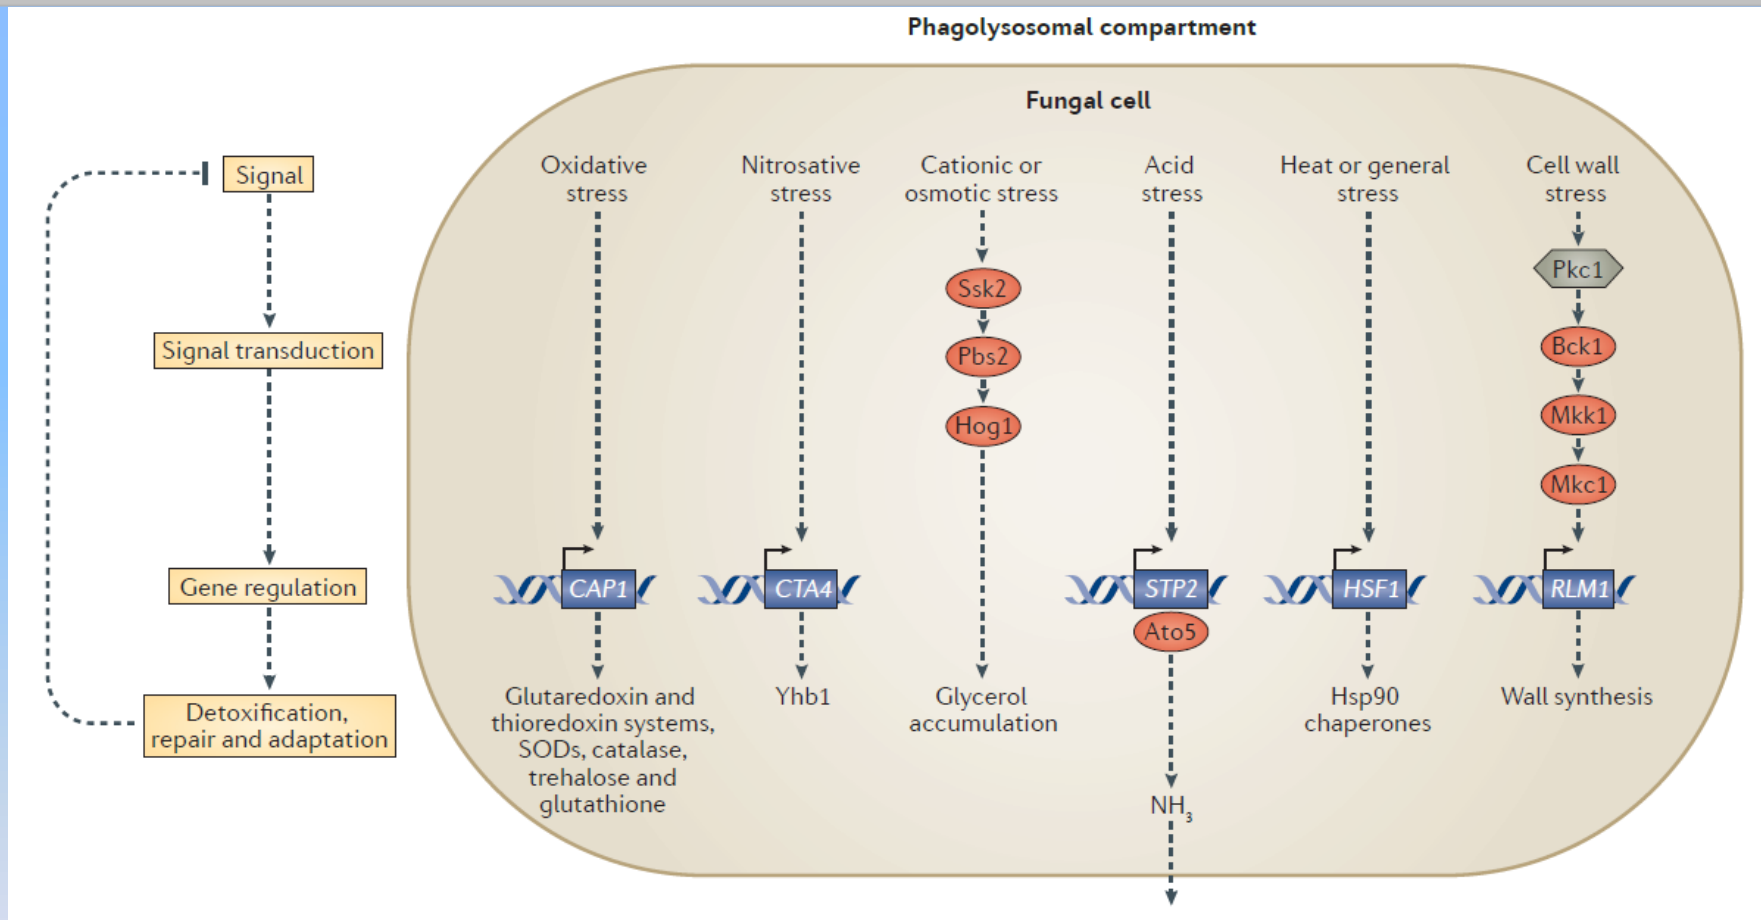 Phagolysosomal compartment
Fungal cell
Signal
Signal transduction
Gene regulation
Detoxification,
repair and adaptation
Oxidative
stress
CAP1
Glutaredoxin and
thioredoxin systems,
SODs, catalase,
trehalose and
glutathione
Nitrosative
stress
CTA4
Yhb1
Cationic or
osmotic stress
Ssk2
Pbs2
Hog1
Glycerol
accumulation
Acid
stress
STP2
Ato5
NH3
Heat or general
stress
HSF1
Hsp90
chaperones
Cell wall
stress
Pkc1
Bck1
Mkk1
Mkc1
RLM1
Wall synthesis